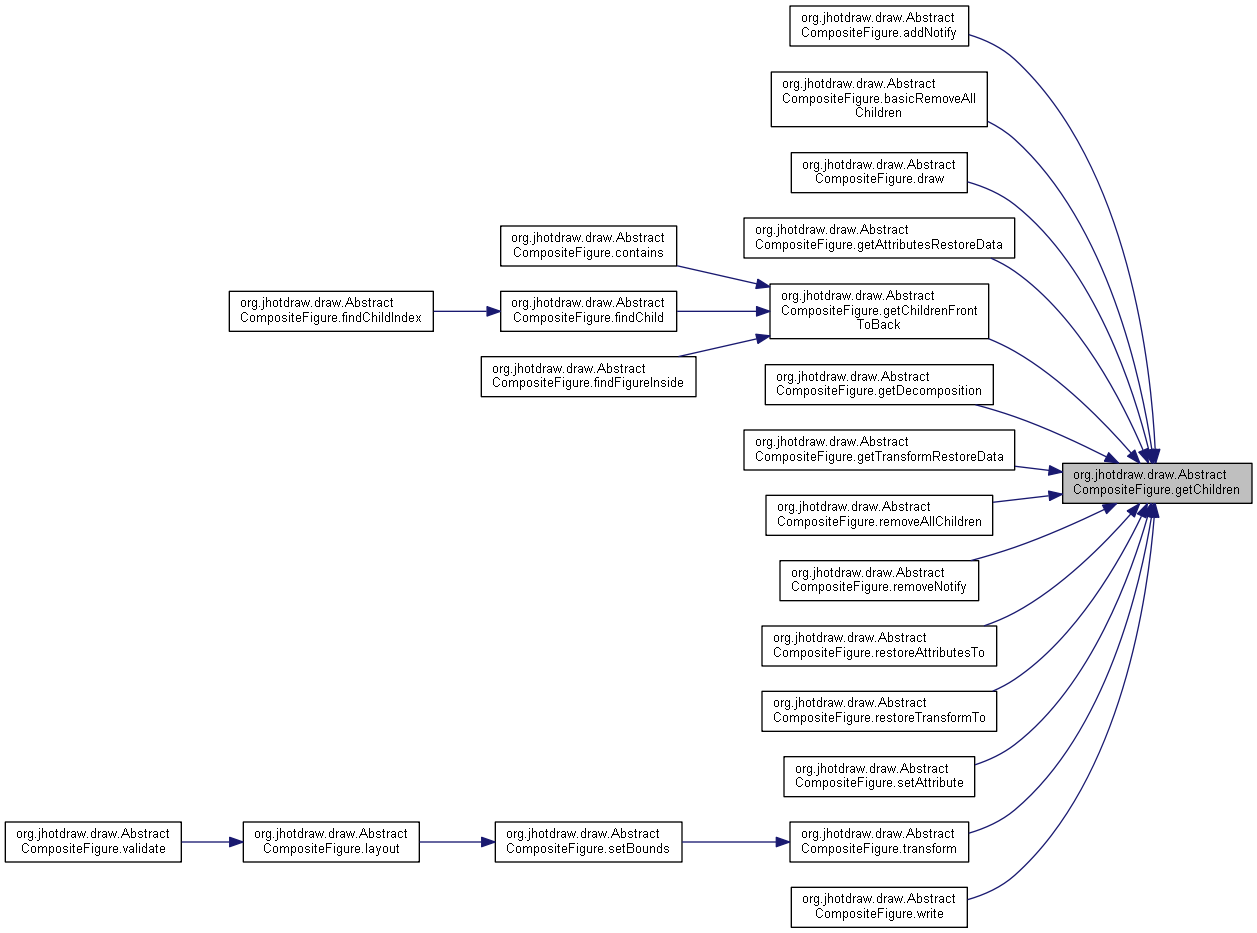 org.jhotdraw.draw.Abstract
CompositeFigure.addNotify
org.jhotdraw.draw.Abstract
CompositeFigure.basicRemoveAll
Children
org.jhotdraw.draw.Abstract
CompositeFigure.draw
org.jhotdraw.draw.Abstract
CompositeFigure.getAttributesRestoreData
org.jhotdraw.draw.Abstract
CompositeFigure.contains
org.jhotdraw.draw.Abstract
CompositeFigure.findChildIndex
org.jhotdraw.draw.Abstract
CompositeFigure.findChild
org.jhotdraw.draw.Abstract
CompositeFigure.getChildrenFront
ToBack
org.jhotdraw.draw.Abstract
CompositeFigure.findFigureInside
org.jhotdraw.draw.Abstract
CompositeFigure.getDecomposition
org.jhotdraw.draw.Abstract
CompositeFigure.getTransformRestoreData
org.jhotdraw.draw.Abstract
CompositeFigure.getChildren
org.jhotdraw.draw.Abstract
CompositeFigure.removeAllChildren
org.jhotdraw.draw.Abstract
CompositeFigure.removeNotify
org.jhotdraw.draw.Abstract
CompositeFigure.restoreAttributesTo
org.jhotdraw.draw.Abstract
CompositeFigure.restoreTransformTo
org.jhotdraw.draw.Abstract
CompositeFigure.setAttribute
org.jhotdraw.draw.Abstract
CompositeFigure.validate
org.jhotdraw.draw.Abstract
CompositeFigure.layout
org.jhotdraw.draw.Abstract
CompositeFigure.setBounds
org.jhotdraw.draw.Abstract
CompositeFigure.transform
org.jhotdraw.draw.Abstract
CompositeFigure.write